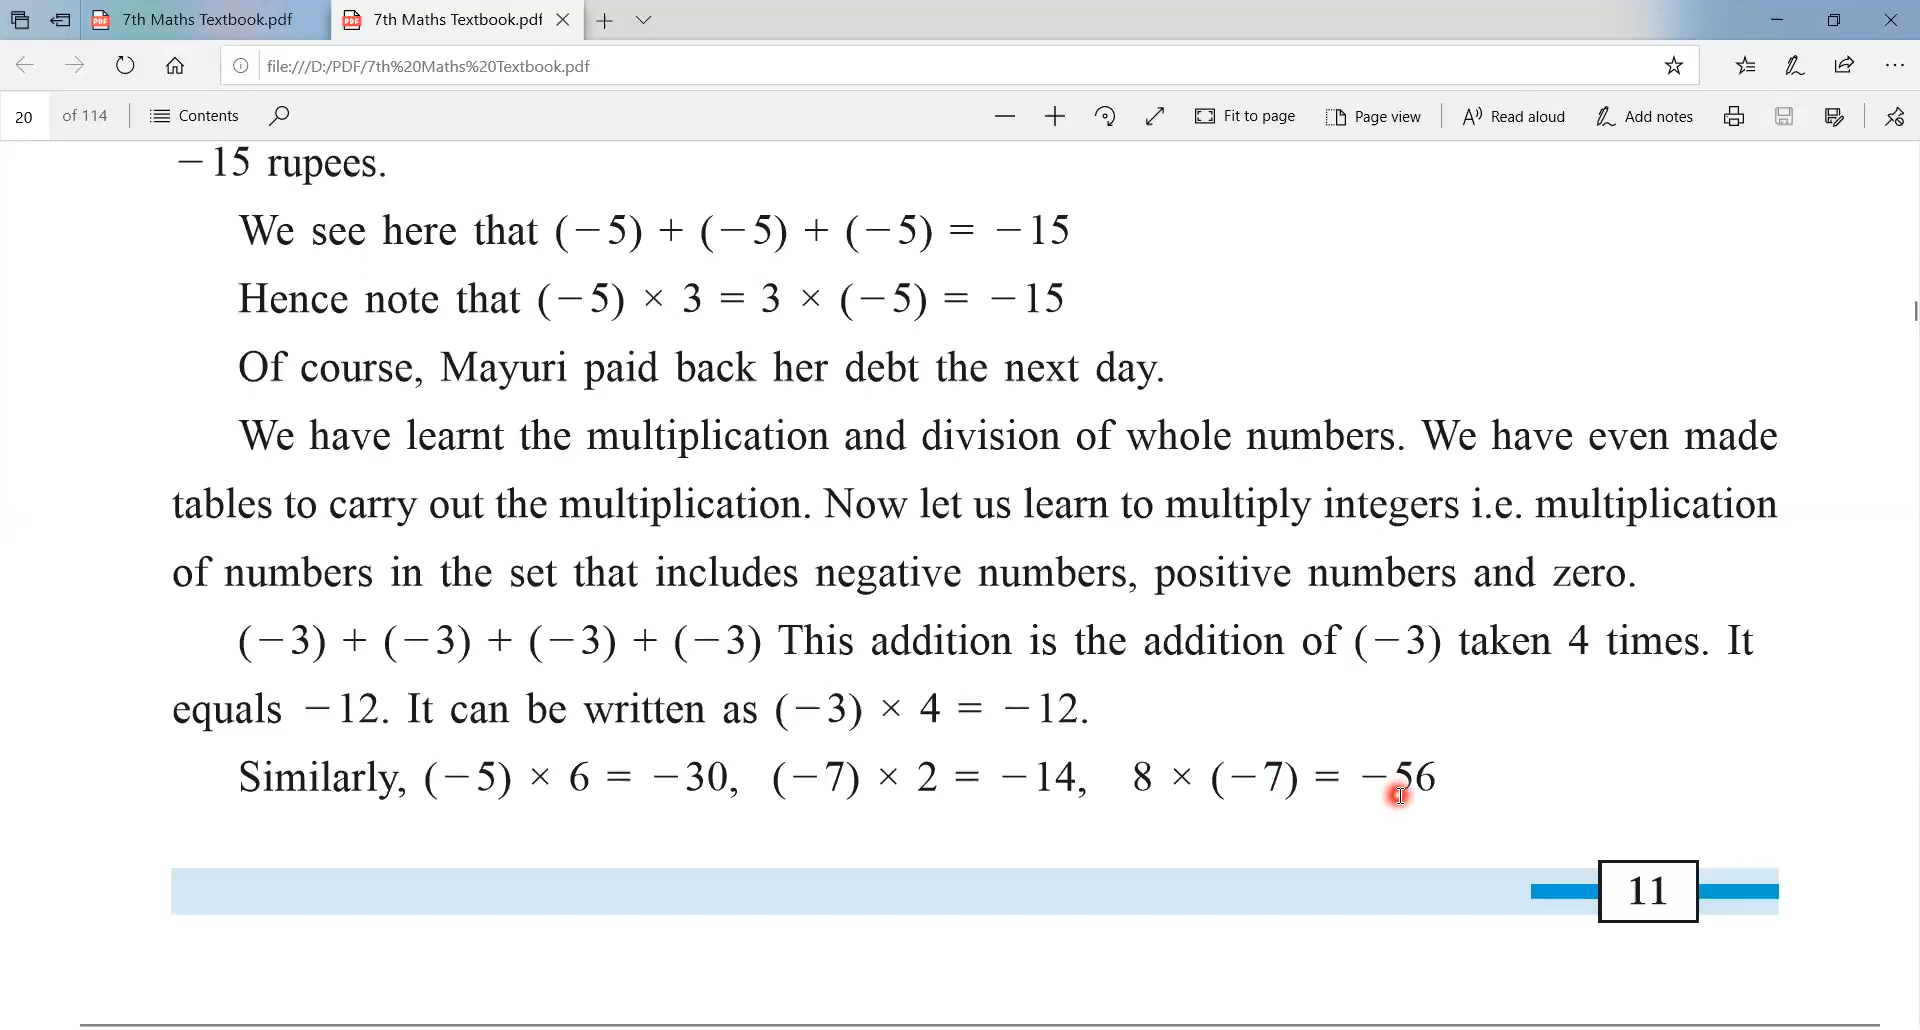 7th Maths Textbook.pdf
7th Maths Textbook.pdf
file:///D:/PDF/7th%20Maths%20Textbook.pdf
20 of 114 Contents Fit to page Page view Read aloud Add notes
−15 rupees.
We see here that (−5) + (−5) + (−5) = −15
Hence note that (−5) × 3 = 3 × (−5) = −15
Of course, Mayuri paid back her debt the next day.
We have learnt the multiplication and division of whole numbers. We have even made
tables to carry out the multiplication. Now let us learn to multiply integers i.e. multiplication
of numbers in the set that includes negative numbers, positive numbers and zero.
(−3) + (−3) + (−3) + (−3) This addition is the addition of (−3) taken 4 times. It
equals −12. It can be written as (−3) × 4 = −12.
Similarly, (−5) × 6 = −30, (−7) × 2 = −14, 8 × (−7) = −56
11